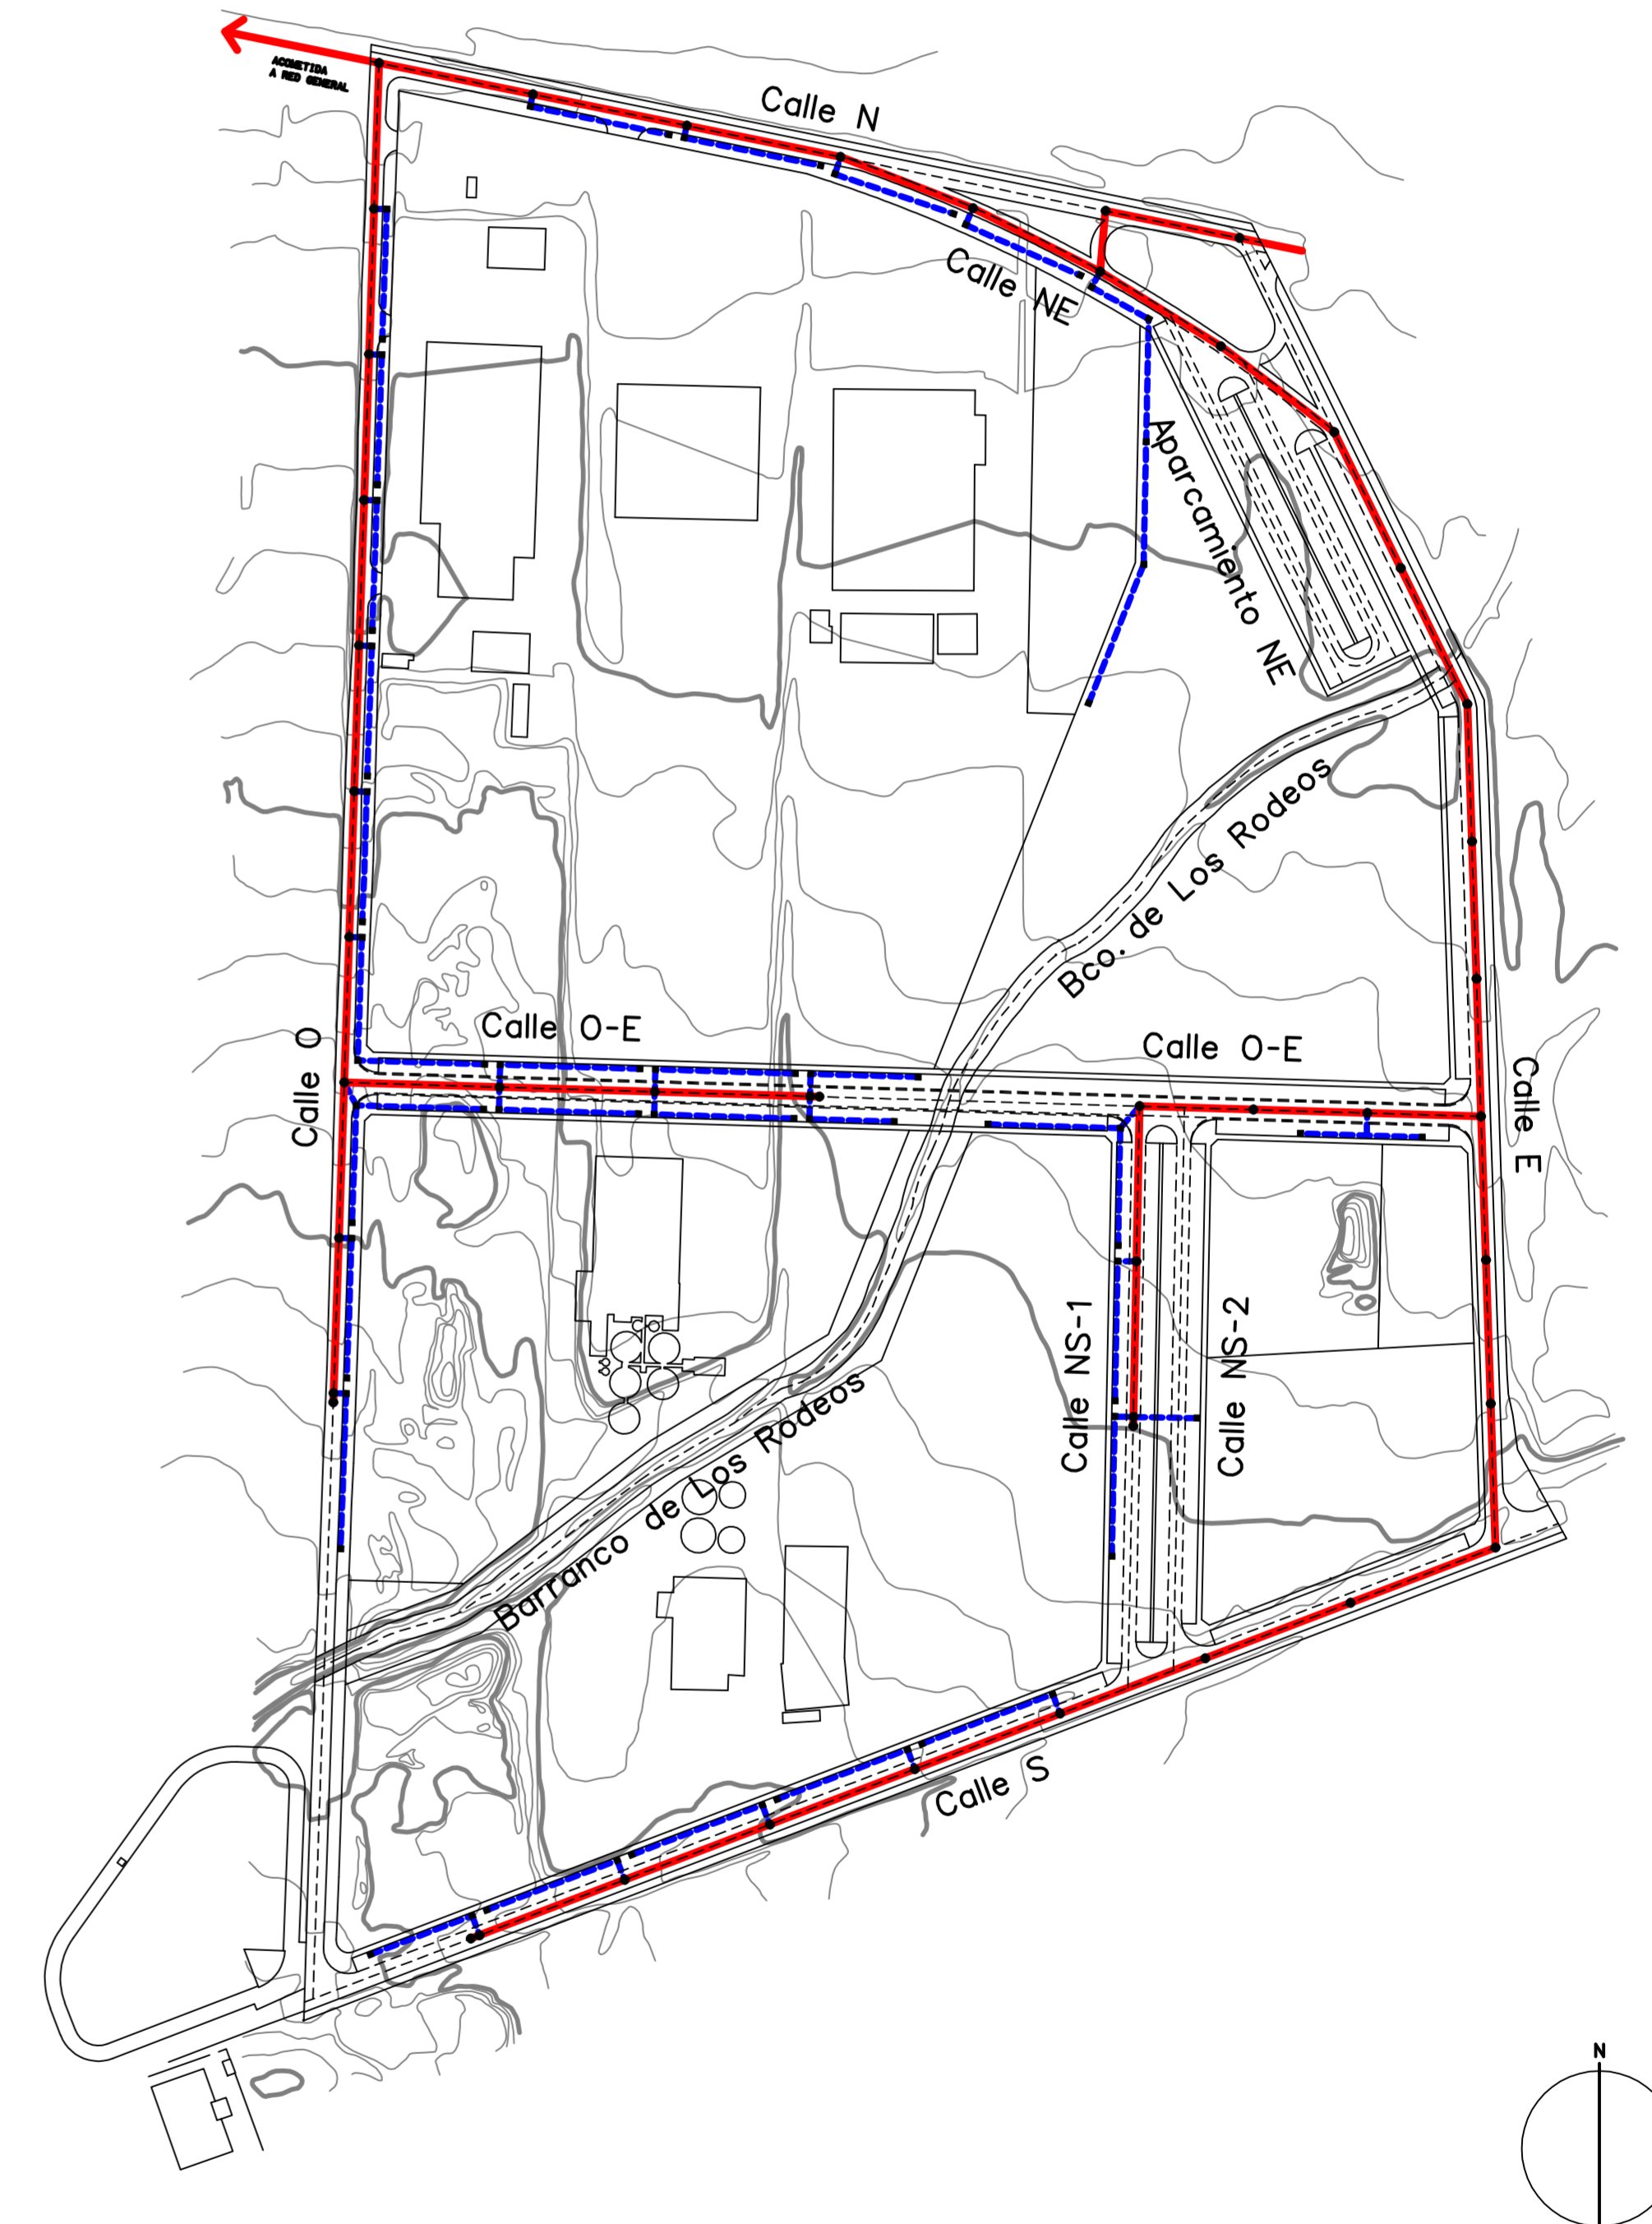 ACOMETIDA
A RED GENERAL
Calle N
Calle NE
Aparcamiento NE
Bco. de Los Rodeos
Calle O-E
Calle O-E
Calle O
Calle E
Calle NS-1
Calle NS-2
Barranco de Los Rodeos
Calle S
N